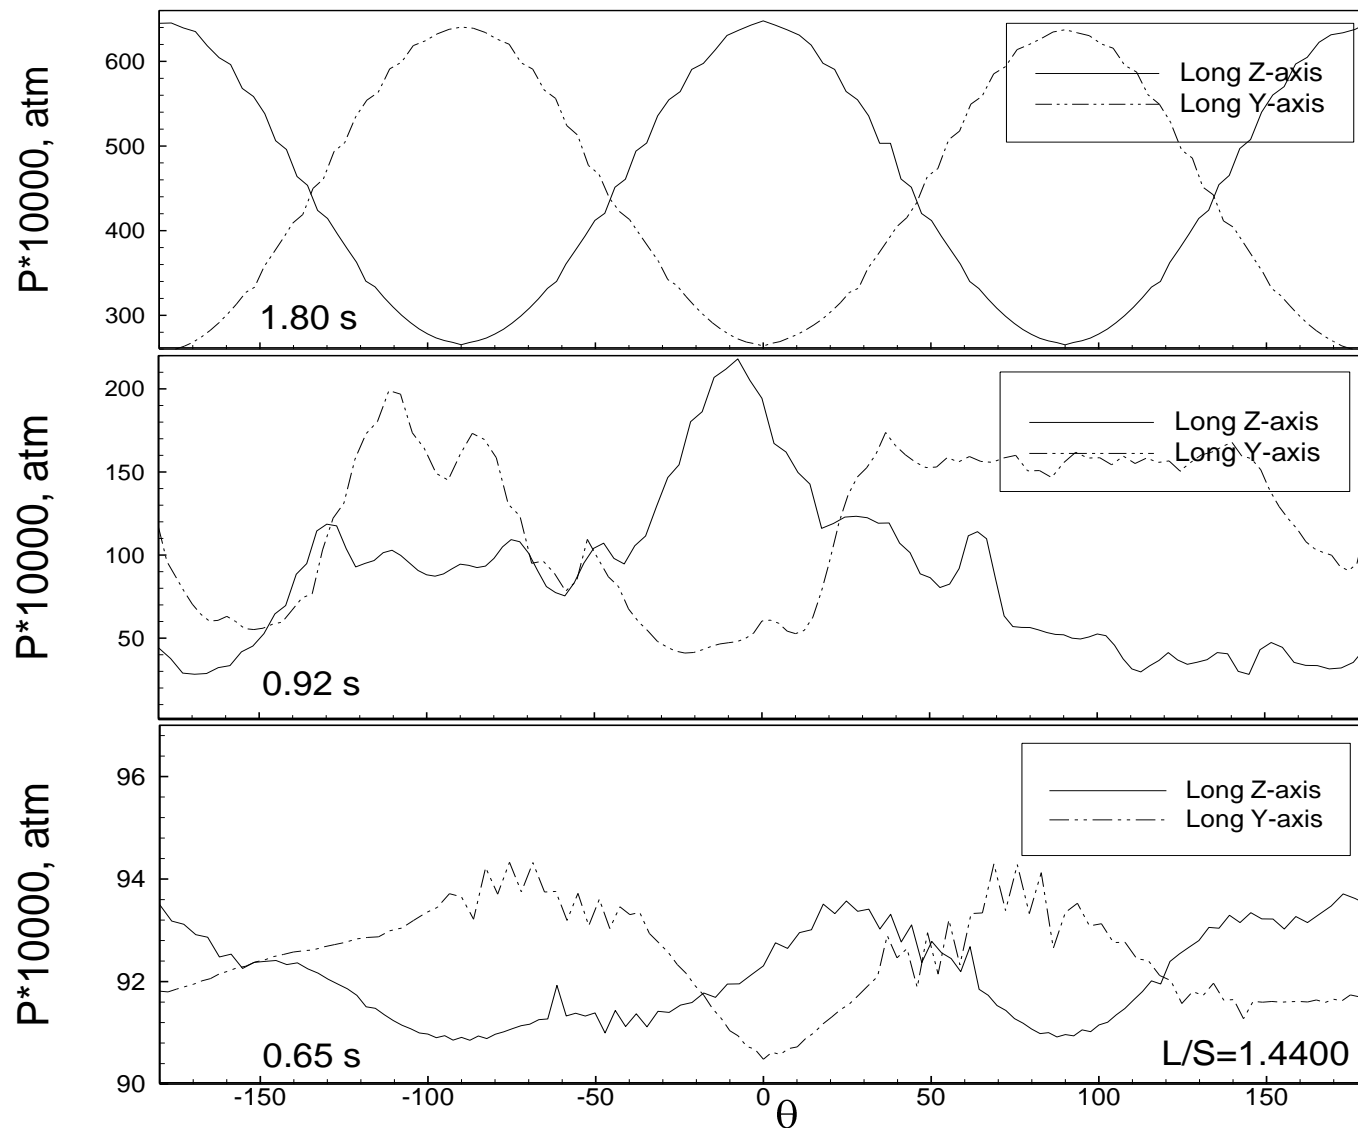 P*10000, atm
600
500
400
300
Long Z-axis
Long Y-axis
1.80 s
P*10000, atm
200
150
100
50
Long Z-axis
Long Y-axis
0.92 s
P*10000, atm
96
94
92
90
Long Z-axis
Long Y-axis
0.65 s
L/S=1.4400
-150 -100 -50 0 50 100 150
θ